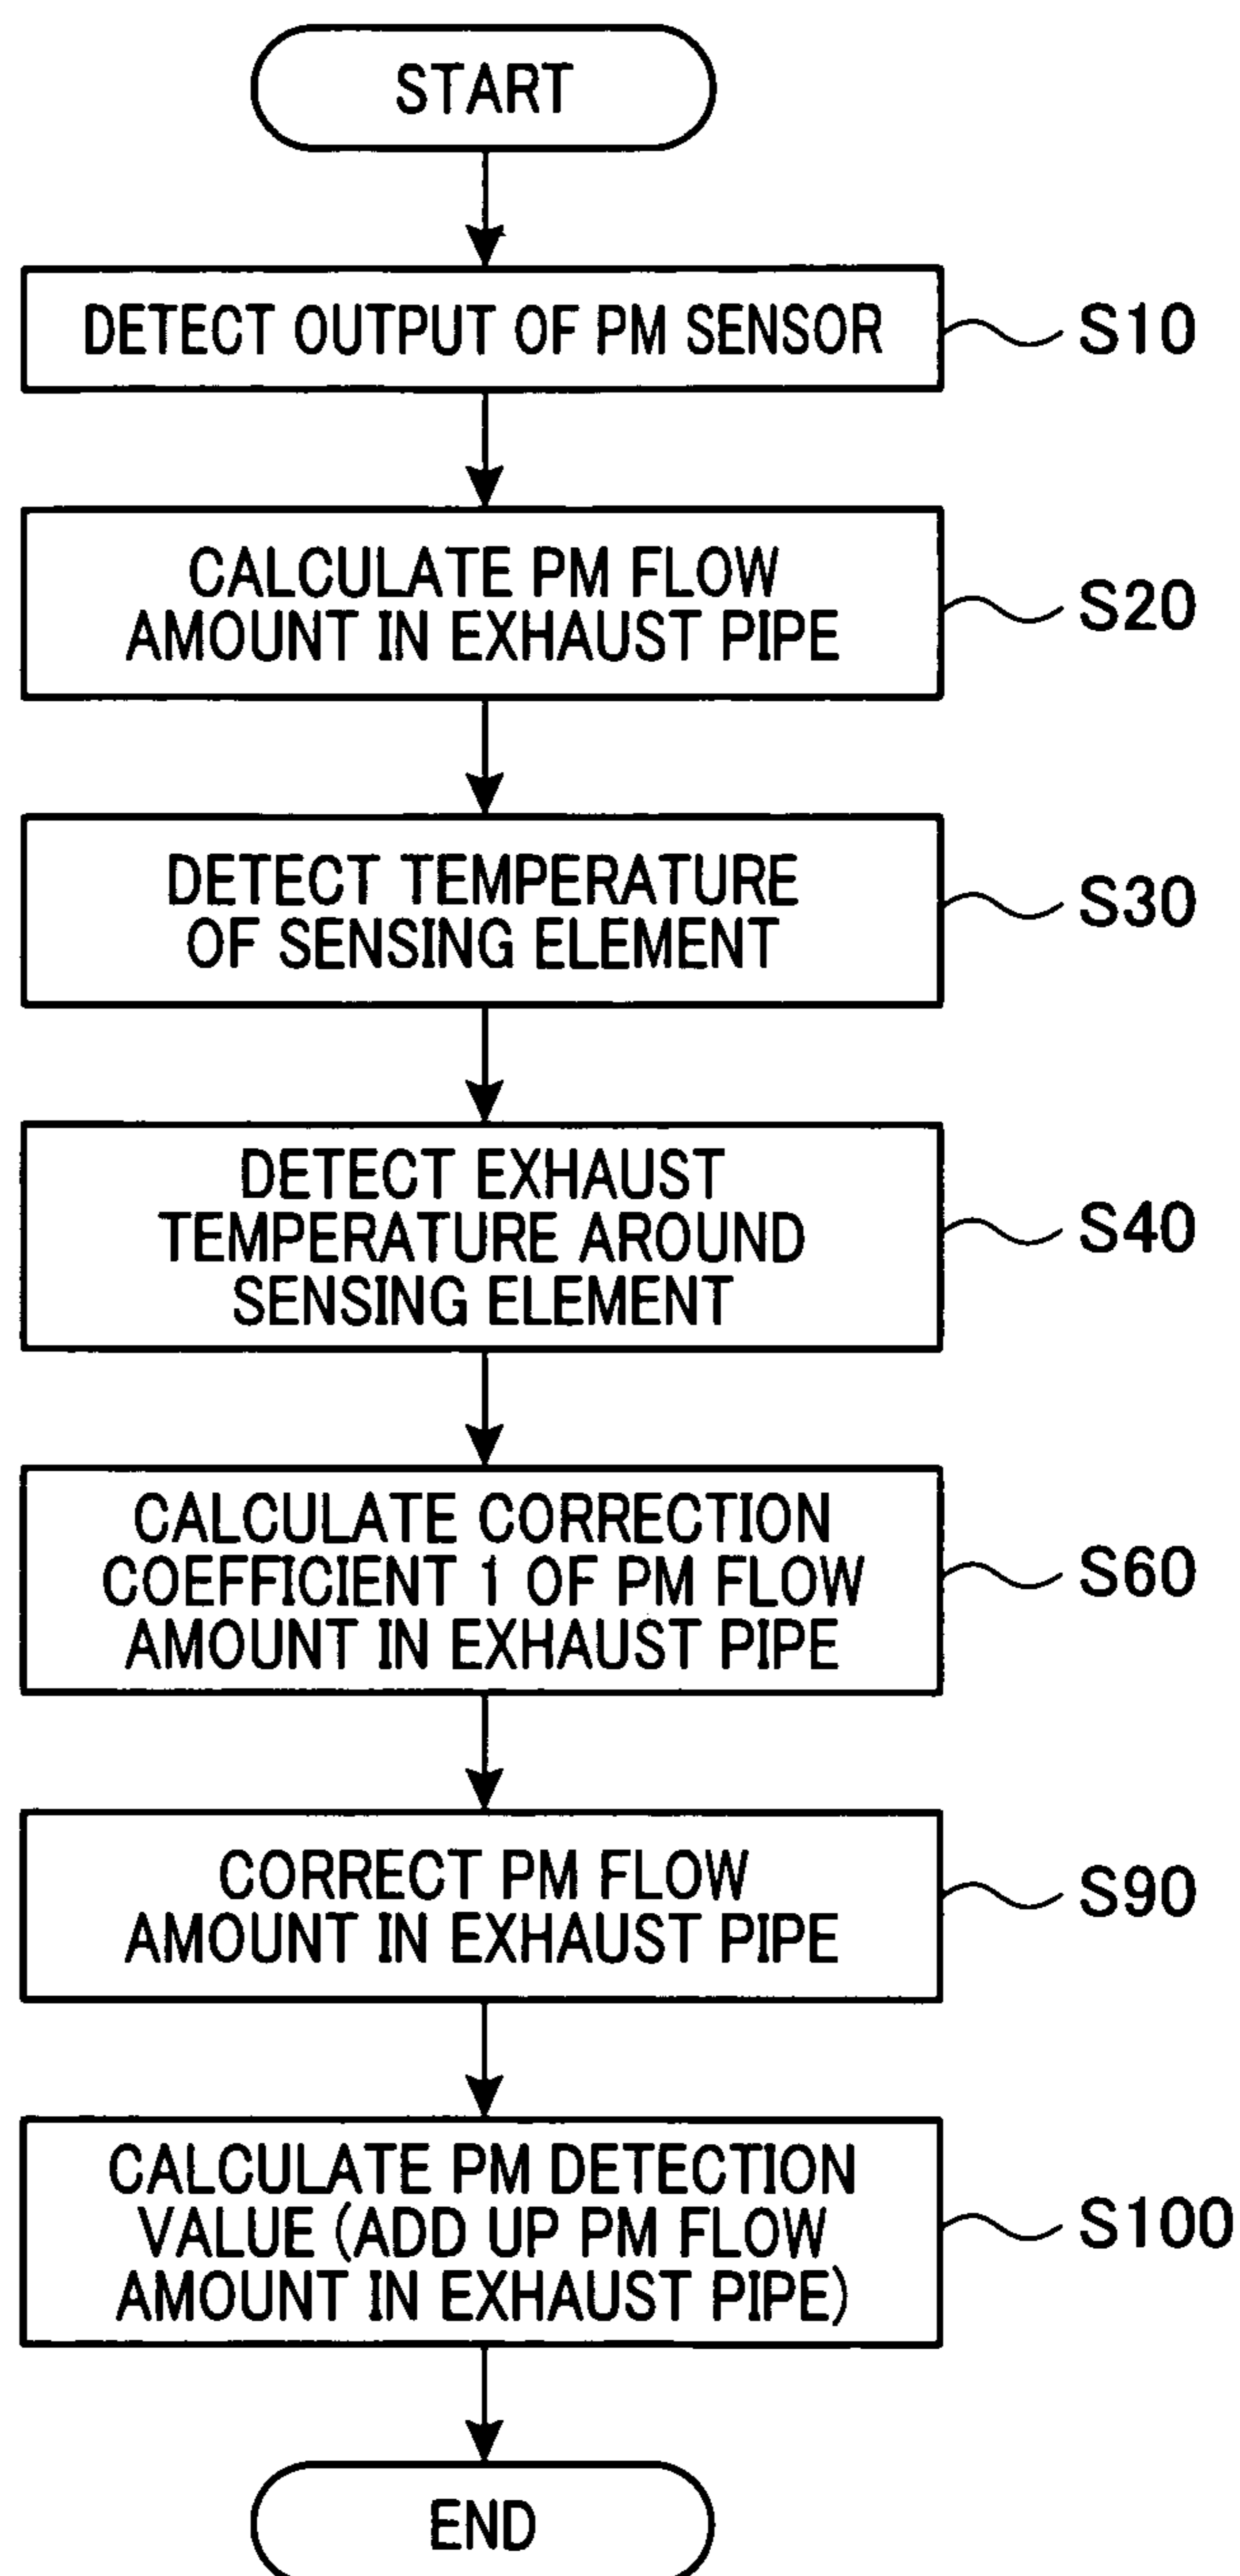 START
DETECT OUTPUT OF PM SENSOR
S10
CALCULATE PM FLOW
AMOUNT IN EXHAUST PIPE
S20
DETECT TEMPERATURE
OF SENSING ELEMENT
S30
DETECT EXHAUST
TEMPERATURE AROUND
SENSING ELEMENT
S40
CALCULATE CORRECTION
COEFFICIENT 1 OF PM FLOW
AMOUNT IN EXHAUST PIPE
S60
CORRECT PM FLOW
AMOUNT IN EXHAUST PIPE
S90
CALCULATE PM DETECTION
VALUE (ADD UP PM FLOW
AMOUNT IN EXHAUST PIPE)
S100
END